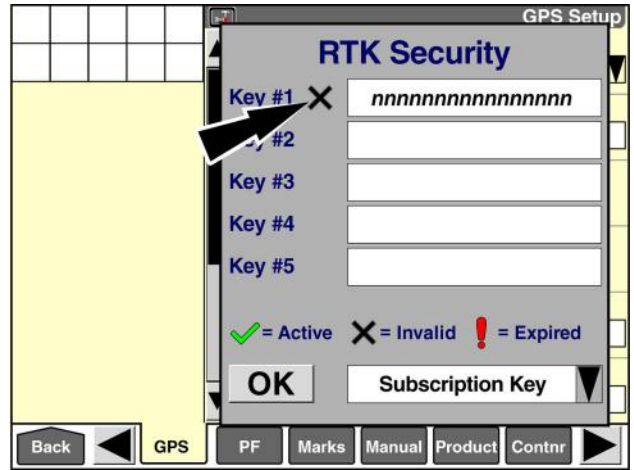 GPS Setup
RTK Security
Key #1 nnnnnnnnnnnnnnnn
#2
Key #3
Key #4
Key #5
= Active = Invalid = Expired
OK Subscription Key
Back GPS PF Marks Manual Product Contnr